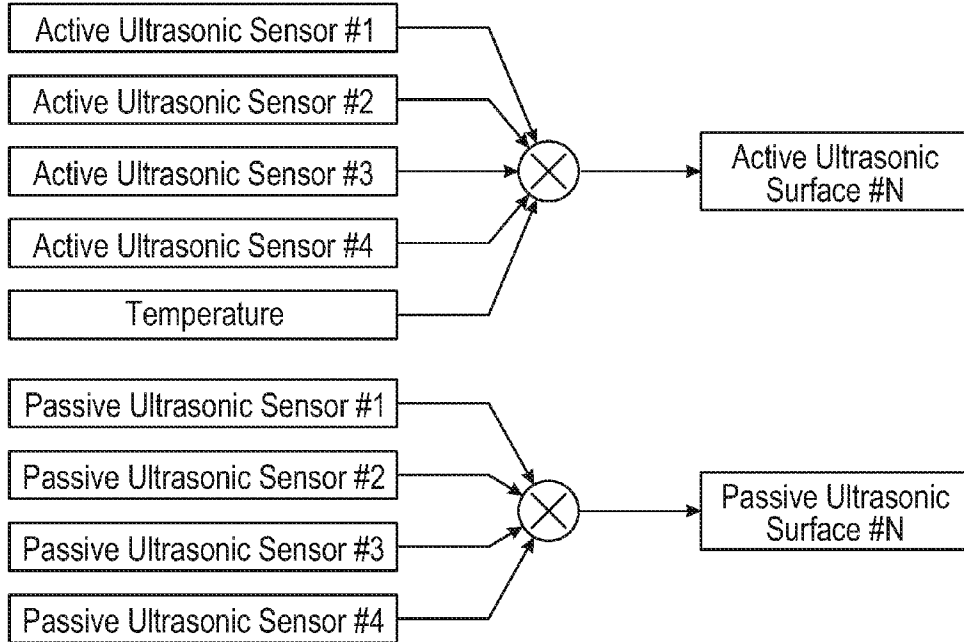 Active Ultrasonic Sensor #1
Active Ultrasonic Sensor #2
Active Ultrasonic Sensor #3
Active Ultrasonic Sensor #4
Temperature
Active Ultrasonic
Surface #N
Passive Ultrasonic Sensor #1
Passive Ultrasonic Sensor #2
Passive Ultrasonic Sensor #3
Passive Ultrasonic Sensor #4
Passive Ultrasonic
Surface #N